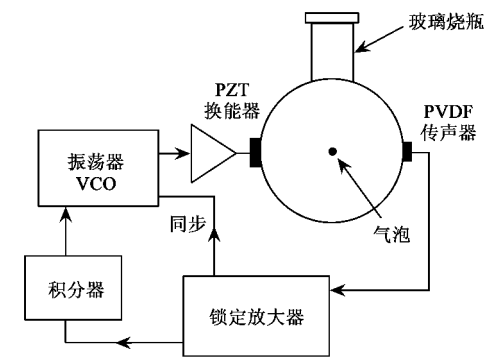 玻璃烧瓶
PZT
换能器
PVDF
传声器
振荡器
VCO
同步
气泡
积分器
锁定放大器